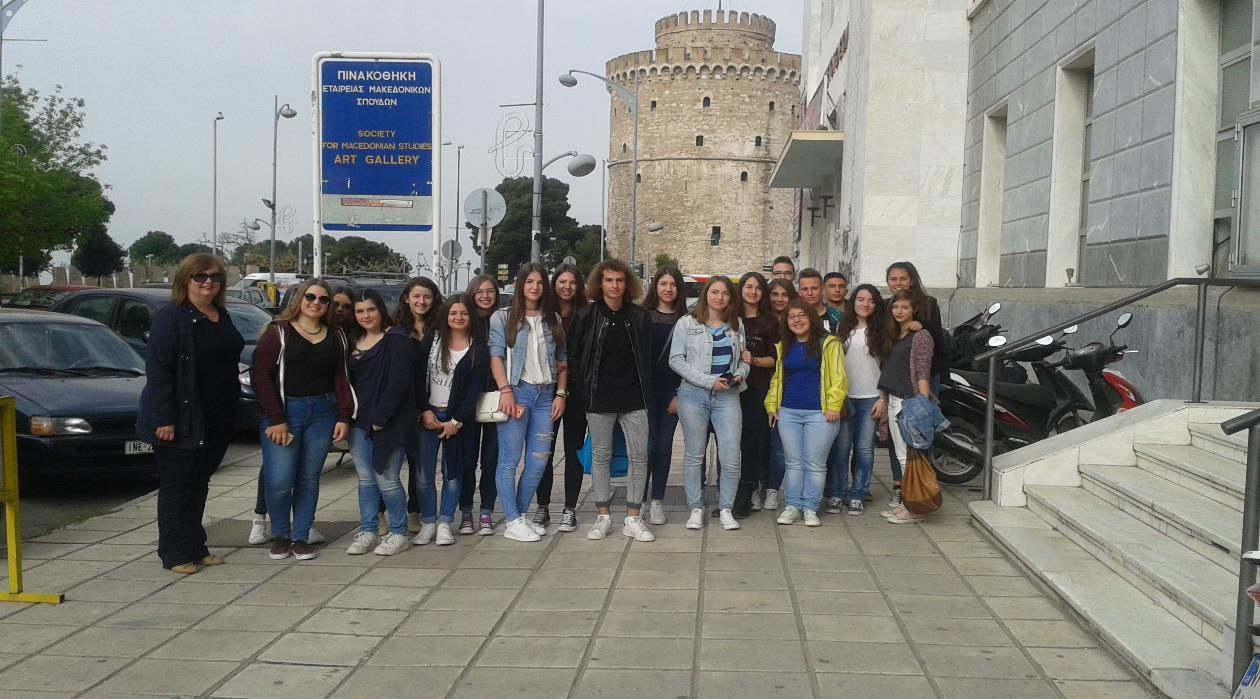 ΠΙΝΑΚΟΘΗΚΗ
ΕΤΑΙΡΕΙΑΣ ΜΑΚΕΔΟΝΙΚΩΝ
ΣΠΟΥΔΩΝ
SOCIETY
FOR MACEDONIAN STUDIES
ART GALLERY